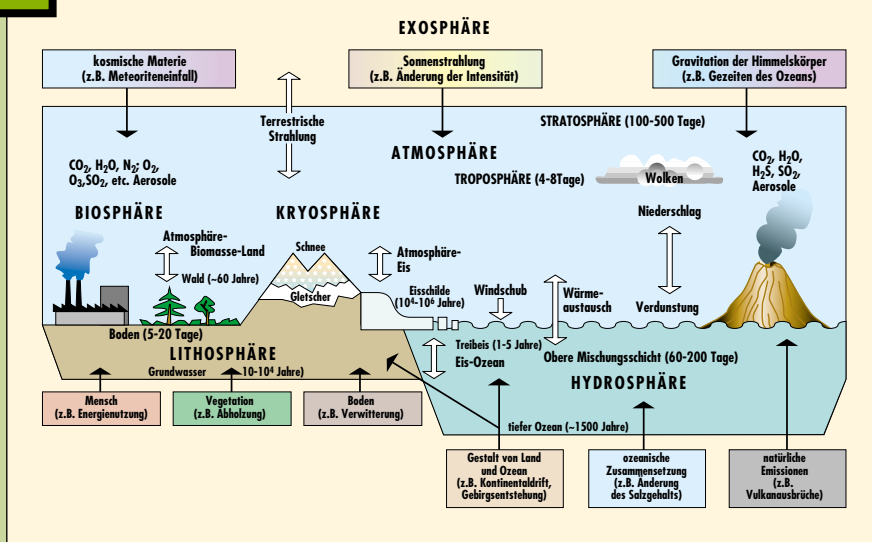 EXOSPHÄRE
kosmische Materie
(z.B. Meteoriteneinfall)
Sonnenstrahlung
(z.B. Änderung der Intensität)
Gravitation der Himmelskörper
(z.B. Gezeiten des Ozeans)
Terrestrische
Strahlung
STRATOSPHÄRE (100-500 Tage)
ATMOSPHÄRE
CO₂, H₂O, N₂; O₂,
O₃,SO₂, etc. Aerosole
TROPOSPHÄRE (4-8Tage)
Wolken
CO₂, H₂O,
H₂S, SO₂,
Aerosole
BIOSPHÄRE
KRYOSPHÄRE
Niederschlag
Atmosphäre-
Biomasse-Land
Schnee
Atmosphäre-
Eis
Wald (~60 Jahre)
Gletscher
Eisschilde
(10⁴-10⁶ Jahre)
Windschub
Wärme-
austausch
Verdunstung
Boden (5-20 Tage)
LITHOSPHÄRE
Treibeis (1-5 Jahre)
Eis-Ozean
Obere Mischungsschicht (60-200 Tage)
Grundwasser 10-10⁴ Jahre)
HYDROSPHÄRE
Mensch
(z.B. Energienutzung)
Vegetation
(z.B. Abholzung)
Boden
(z.B. Verwitterung)
tiefer Ozean (~1500 Jahre)
Gestalt von Land
und Ozean
(z.B. Kontinentaldrift,
Gebirgsentstehung)
ozeanische
Zusammensetzung
(z.B. Änderung
des Salzgehalts)
natürliche
Emissionen
(z.B.
Vulkanausbrüche)